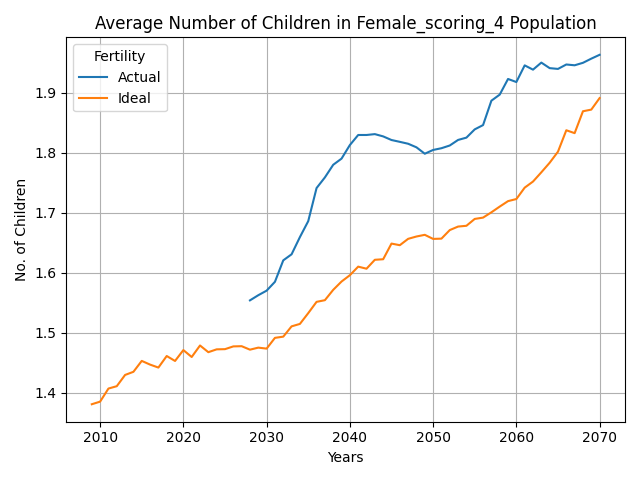 Average Number of Children in Female_scoring_4 Population
Fertility
Actual
Ideal
No. of Children
1.9
1.8
1.7
1.6
1.5
1.4
2010 2020 2030 2040 2050 2060 2070
Years